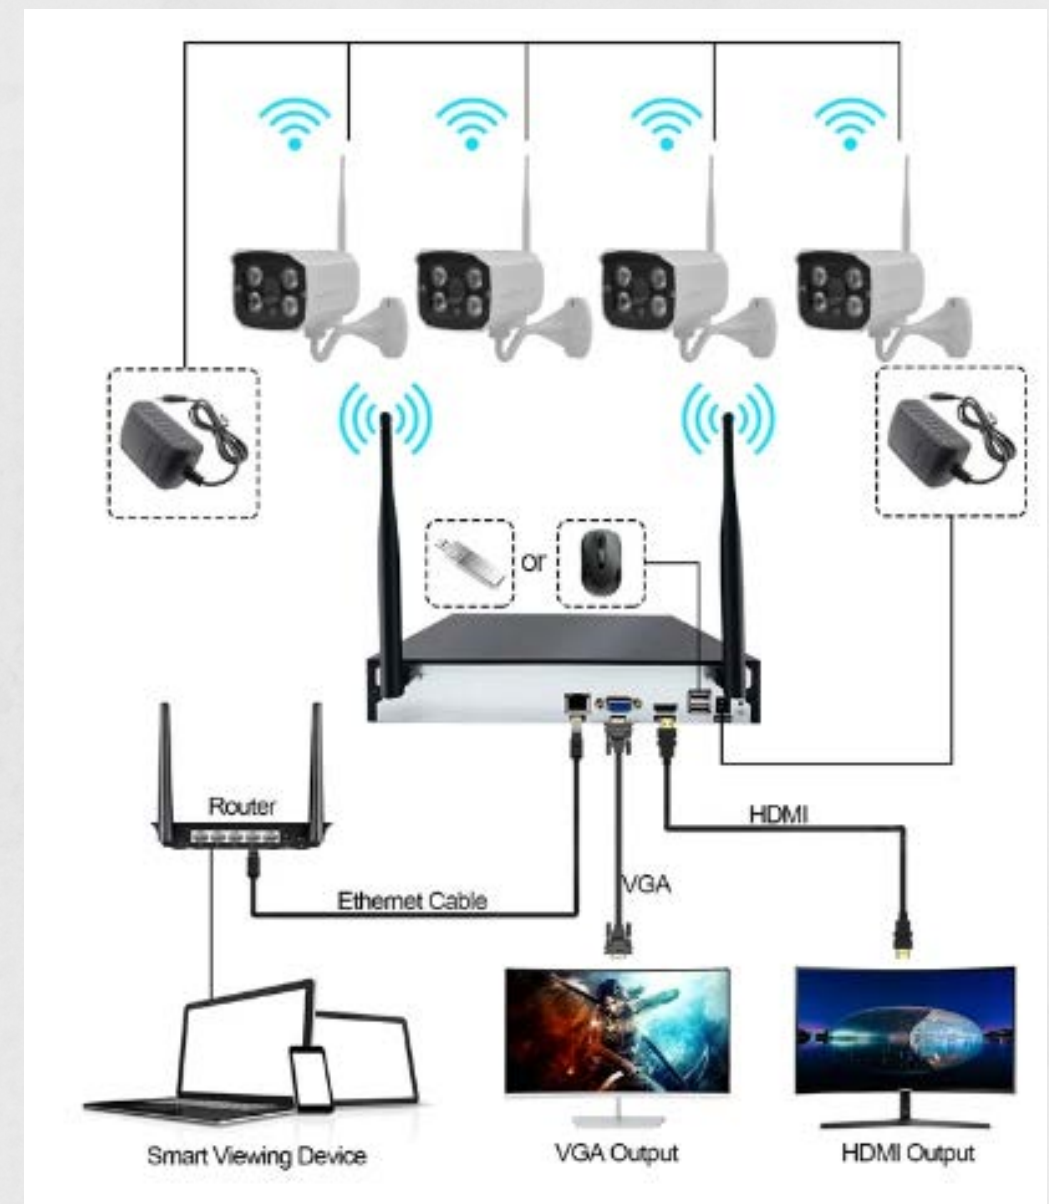 or
Router
HDMI
VGA
Ethernet Cable
Smart Viewing Device
VGA Output
HDMI Output